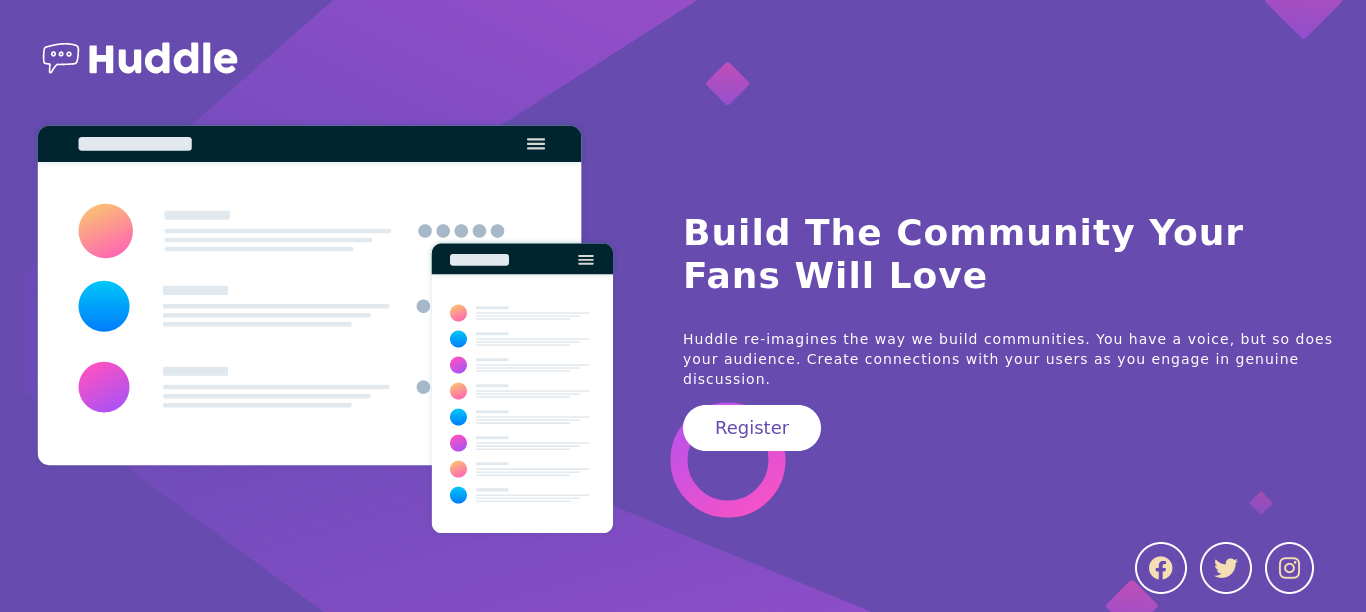 Huddle
Build The Community Your
Fans Will Love
Huddle re-imagines the way we build communities. You have a voice, but so does
your audience. Create connections with your users as you engage in genuine
discussion.
Register